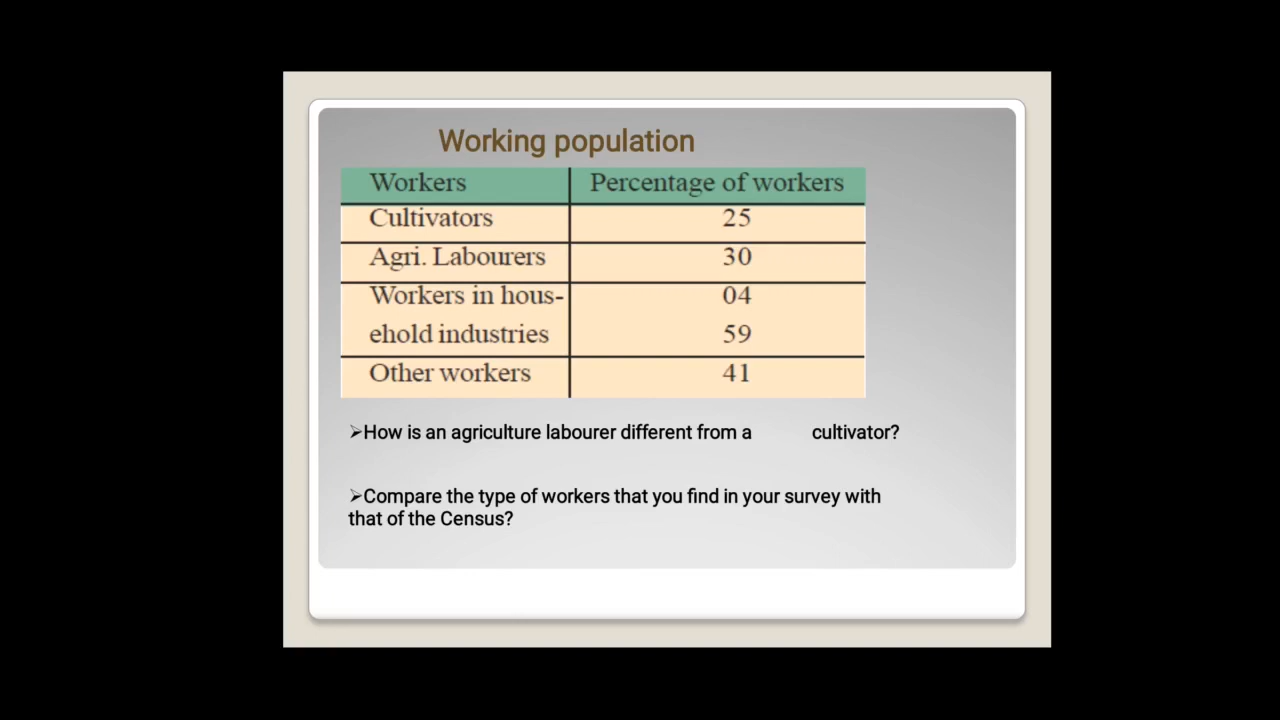 Working population
Workers Percentage of workers
Cultivators 25
Agri. Labourers 30
Workers in hous- 04
ehold industries 59
Other workers 41
➢How is an agriculture labourer different from a cultivator?
➢Compare the type of workers that you find in your survey with
that of the Census?